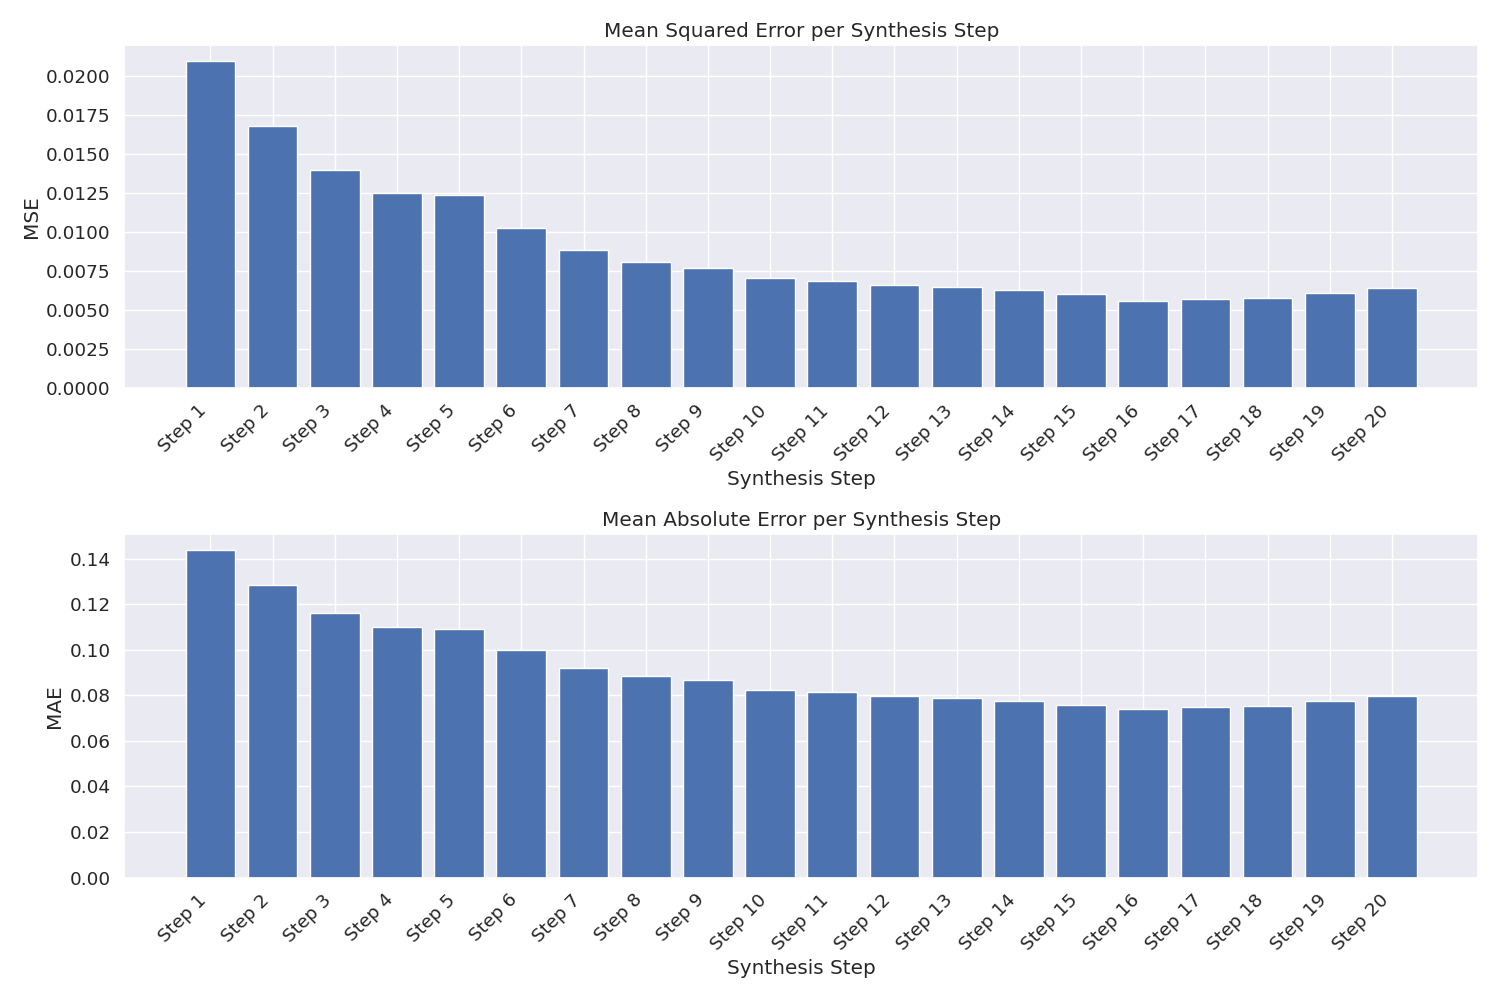 Mean Squared Error per Synthesis Step
MSE
0.0200
0.0175
0.0150
0.0125
0.0100
0.0075
0.0050
0.0025
0.0000
Step 1
Step 2
Step 3
Step 4
Step 5
Step 6
Step 7
Step 8
Step 9
Step 10
Step 11
Step 12
Step 13
Step 14
Step 15
Step 16
Step 17
Step 18
Step 19
Step 20
Synthesis Step
Mean Absolute Error per Synthesis Step
MAE
0.14
0.12
0.10
0.08
0.06
0.04
0.02
0.00
Step 1
Step 2
Step 3
Step 4
Step 5
Step 6
Step 7
Step 8
Step 9
Step 10
Step 11
Step 12
Step 13
Step 14
Step 15
Step 16
Step 17
Step 18
Step 19
Step 20
Synthesis Step